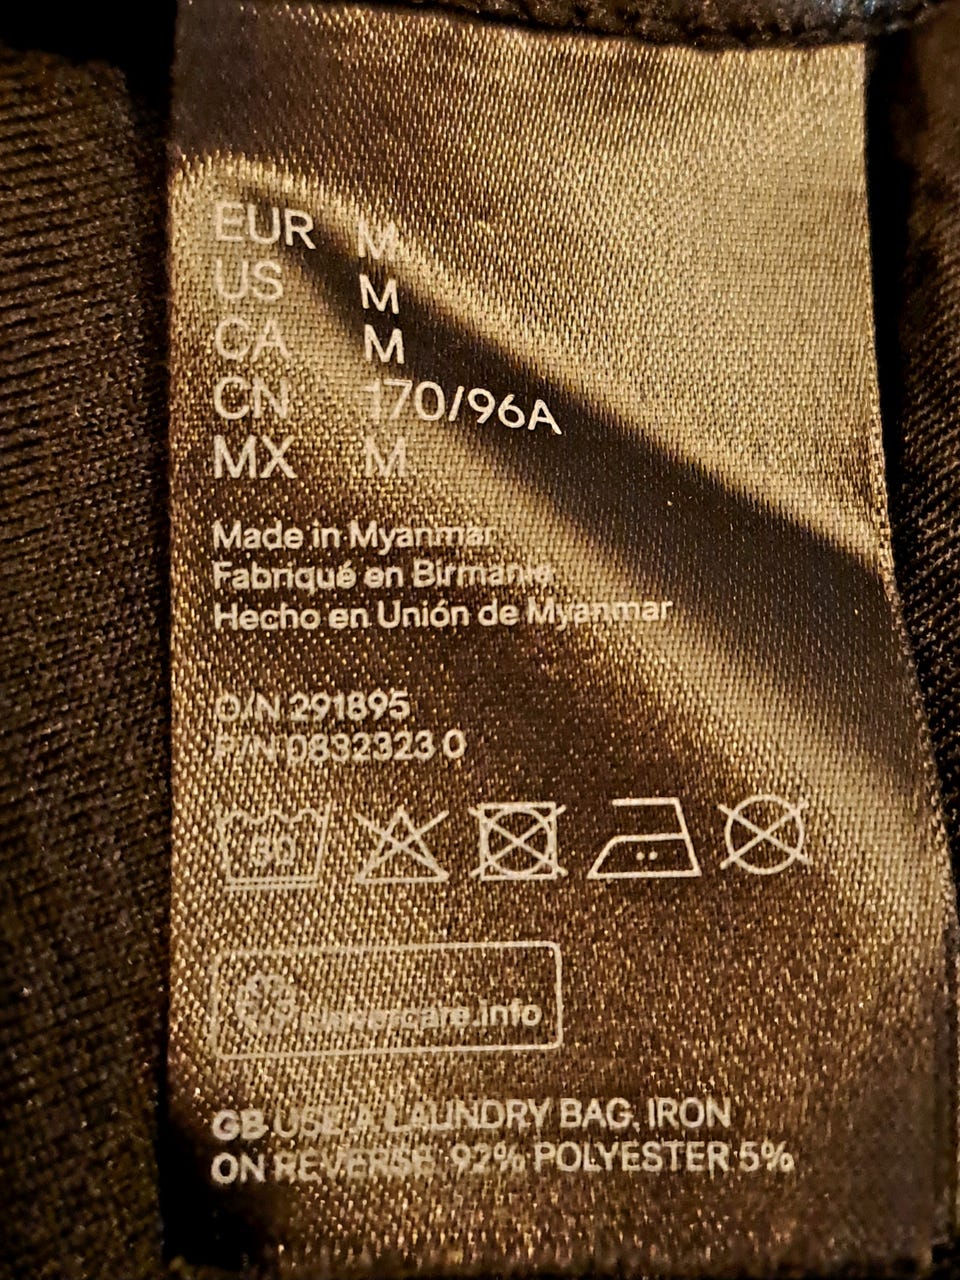 EUR M
US M
CA M
CN 170/96A
MX M
Made in Myanmar
Fabriqué en Birmanie
Hecho en Unión de Myanmar
O/N 291895
P/N 0832323 0
30
clevercare.info
GB USE A LAUNDRY BAG. IRON
ON REVERSE. 92% POLYESTER 5%